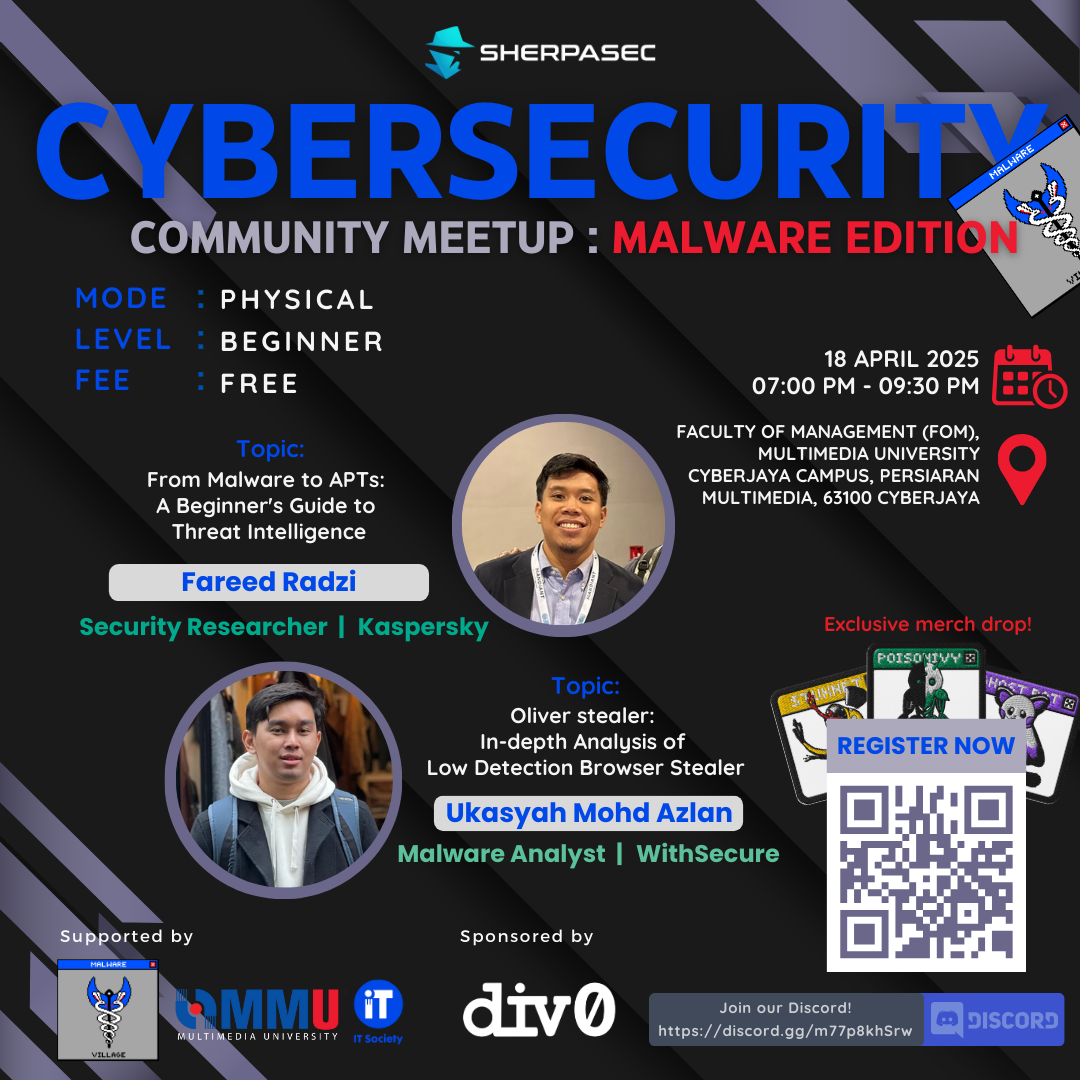 SHERPASEC
CYBERSECURITY
COMMUNITY MEETUP : MALWARE EDITION
MALWARE
MODE : PHYSICAL
LEVEL : BEGINNER
FEE : FREE
18 APRIL 2025
07:00 PM - 09:30 PM
FACULTY OF MANAGEMENT (FOM),
MULTIMEDIA UNIVERSITY
CYBERJAYA CAMPUS, PERSIARAN
MULTIMEDIA, 63100 CYBERJAYA
Topic:
From Malware to APTs:
A Beginner's Guide to
Threat Intelligence
Fareed Radzi
Security Researcher | Kaspersky
MANDIANT
Topic:
Oliver stealer:
In-depth Analysis of
Low Detection Browser Stealer
Ukasyah Mohd Azlan
Malware Analyst | WithSecure
Exclusive merch drop!
POISONIVY
REGISTER NOW
Supported by
MALWARE
VILLAGE
MMU
MULTIMEDIA UNIVERSITY
iT
IT Society
Sponsored by
div0
Join our Discord!
https://discord.gg/m77p8khSrw
DISCORD